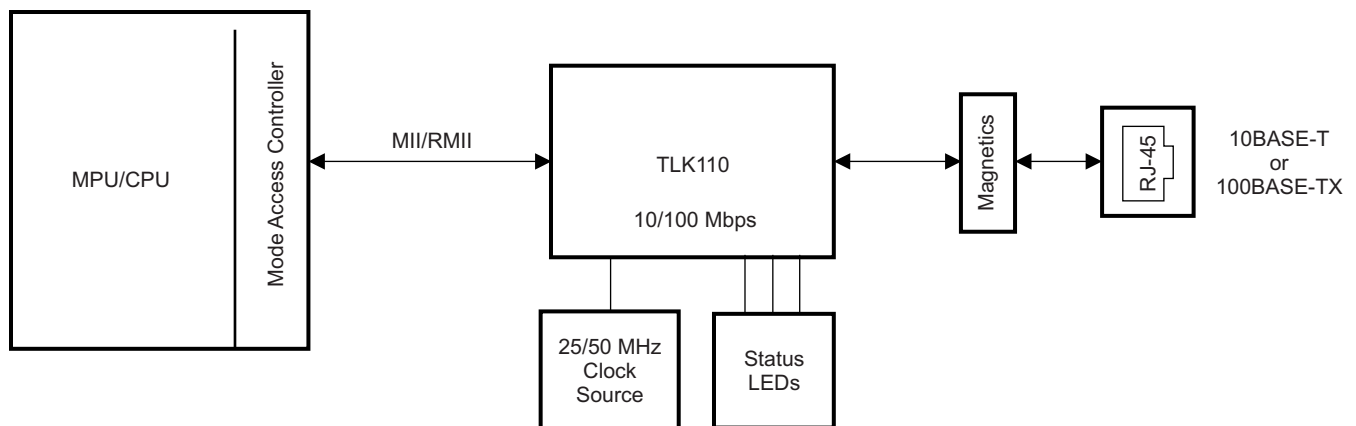 MPU/CPU
Mode Access Controller
MII/RMII
TLK110
10/100 Mbps
Magnetics
RJ-45
10BASE-T
or
100BASE-TX
25/50 MHz
Clock
Source
Status
LEDs